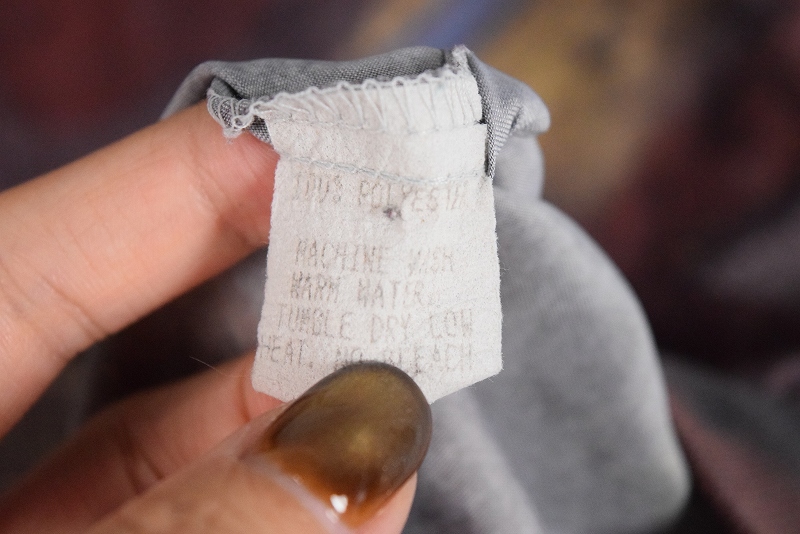 100% POLYESTER
MACHINE WASH
WARM WATER.
TUMBLE DRY LOW
HEAT. NO BLEACH